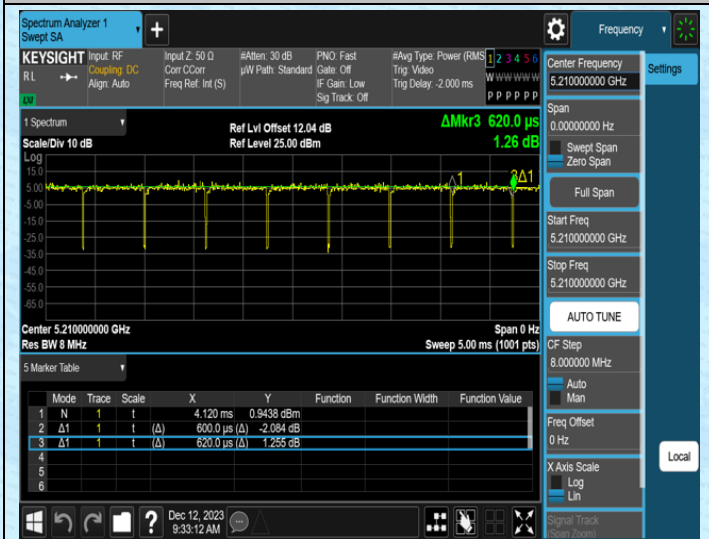 Spectrum Analyzer 1
Swept SA
Frequency
KEYSIGHT Input: RF Input Z: 50 Ω #Atten: 30 dB PNO: Fast #Avg Type: Power (RMS 1 2 3 4 5 6
RL Coupling: DC Corr CCorr µW Path: Standard Gate: Off Trig: Video W W W W W W
Align: Auto Freq Ref: Int (S) IF Gain: Low Trig Delay: -2.000 ms
LXI Sig Track: Off P P P P P P
Center Frequency
5.210000000 GHz
Settings
Span
0.00000000 Hz
Swept Span
Zero Span
Full Span
Start Freq
5.210000000 GHz
Stop Freq
5.210000000 GHz
AUTO TUNE
CF Step
8.000000 MHz
Auto
Man
Freq Offset
0 Hz
X Axis Scale
Log
Lin
Signal Track
(Span Zoom)
Local
1 Spectrum
Ref Lvl Offset 12.04 dB ΔMkr3 620.0 µs
Scale/Div 10 dB Ref Level 25.00 dBm 1.26 dB
Log
15.0
5.00
-5.00
-15.0
-25.0
-35.0
-45.0
-55.0
-65.0
1
3Δ1
Center 5.210000000 GHz Span 0 Hz
Res BW 8 MHz Sweep 5.00 ms (1001 pts)
5 Marker Table
Mode Trace Scale X Y Function Function Width Function Value
1 N 1 t 4.120 ms 0.9438 dBm
2 Δ1 1 t (Δ) 600.0 µs (Δ) -2.084 dB
3 Δ1 1 t (Δ) 620.0 µs (Δ) 1.255 dB
4
5
6
? Dec 12, 2023
9:33:12 AM